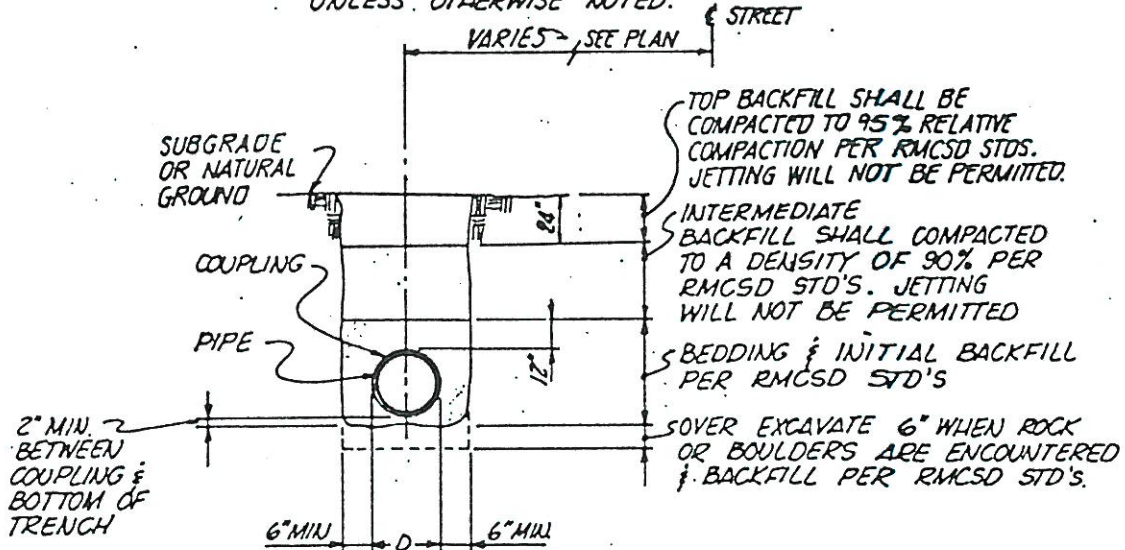 UNLESS OTHERWISE NOTED.
℄ STREET
VARIES SEE PLAN
TOP BACKFILL SHALL BE
COMPACTED TO 95% RELATIVE
COMPACTION PER RMCSD STDS.
JETTING WILL NOT BE PERMITTED.
SUBGRADE
OR NATURAL
GROUND
24"
INTERMEDIATE
BACKFILL SHALL COMPACTED
TO A DENSITY OF 90% PER
RMCSD STD'S. JETTING
WILL NOT BE PERMITTED
COUPLING
PIPE
12"
BEDDING & INITIAL BACKFILL
PER RMCSD STD'S
2" MIN.
BETWEEN
COUPLING &
BOTTOM OF
TRENCH
OVER EXCAVATE 6" WHEN ROCK
OR BOULDERS ARE ENCOUNTERED
& BACKFILL PER RMCSD STD'S.
6" MIN D 6" MIN.